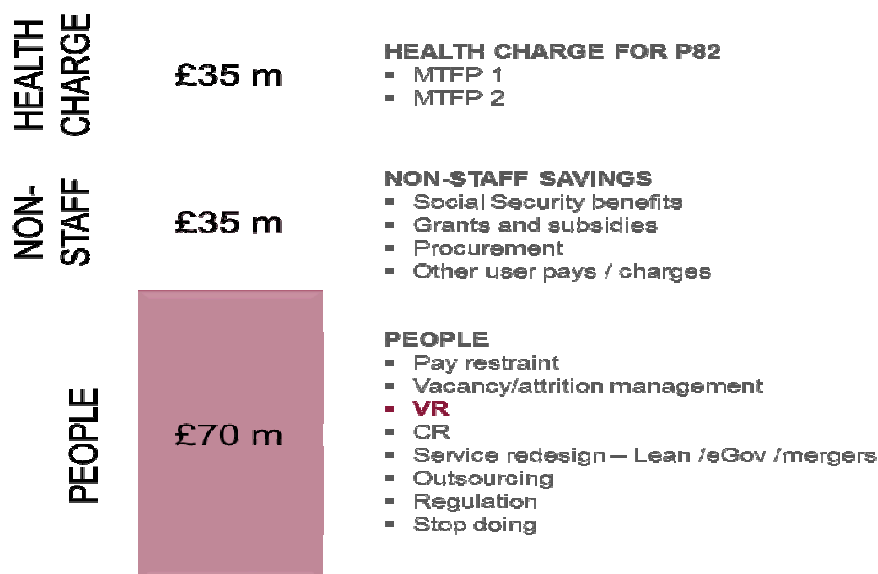 HEALTH CHARGE
£35 m
HEALTH CHARGE FOR P82
▪ MTFP 1
▪ MTFP 2
NON-STAFF
£35 m
NON-STAFF SAVINGS
▪ Social Security benefits
▪ Grants and subsidies
▪ Procurement
▪ Other user pays / charges
PEOPLE
£70 m
PEOPLE
▪ Pay restraint
▪ Vacancy/attrition management
▪ VR
▪ CR
▪ Service redesign – Lean /eGov /mergers
▪ Outsourcing
▪ Regulation
▪ Stop doing